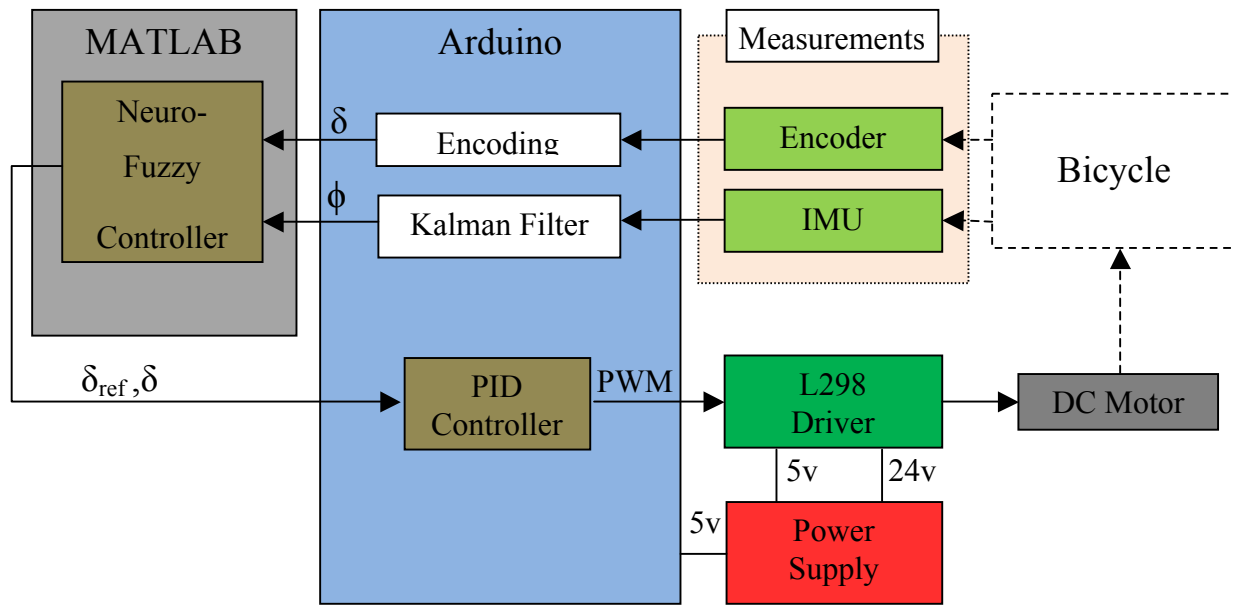 MATLAB
Arduino
Measurements
Neuro-
Fuzzy
Controller
δ
Encoding
Encoder
Bicycle
ϕ
Kalman Filter
IMU
δref ,δ
PID
Controller
PWM
L298
Driver
DC Motor
5v
24v
5v
Power
Supply